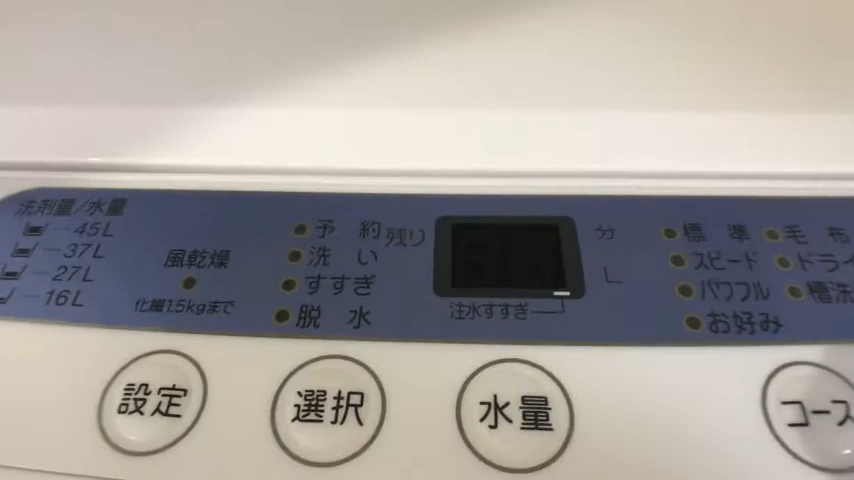 洗剤量/水量
45L
37L
27L
16L
風乾燥
化繊1.5kgまで
予約
洗い
すすぎ
脱水
残り
分
L
注水すすぎ
標準
スピード
パワフル
お好み
毛布
ドライ
槽洗
設定
選択
水量
コース